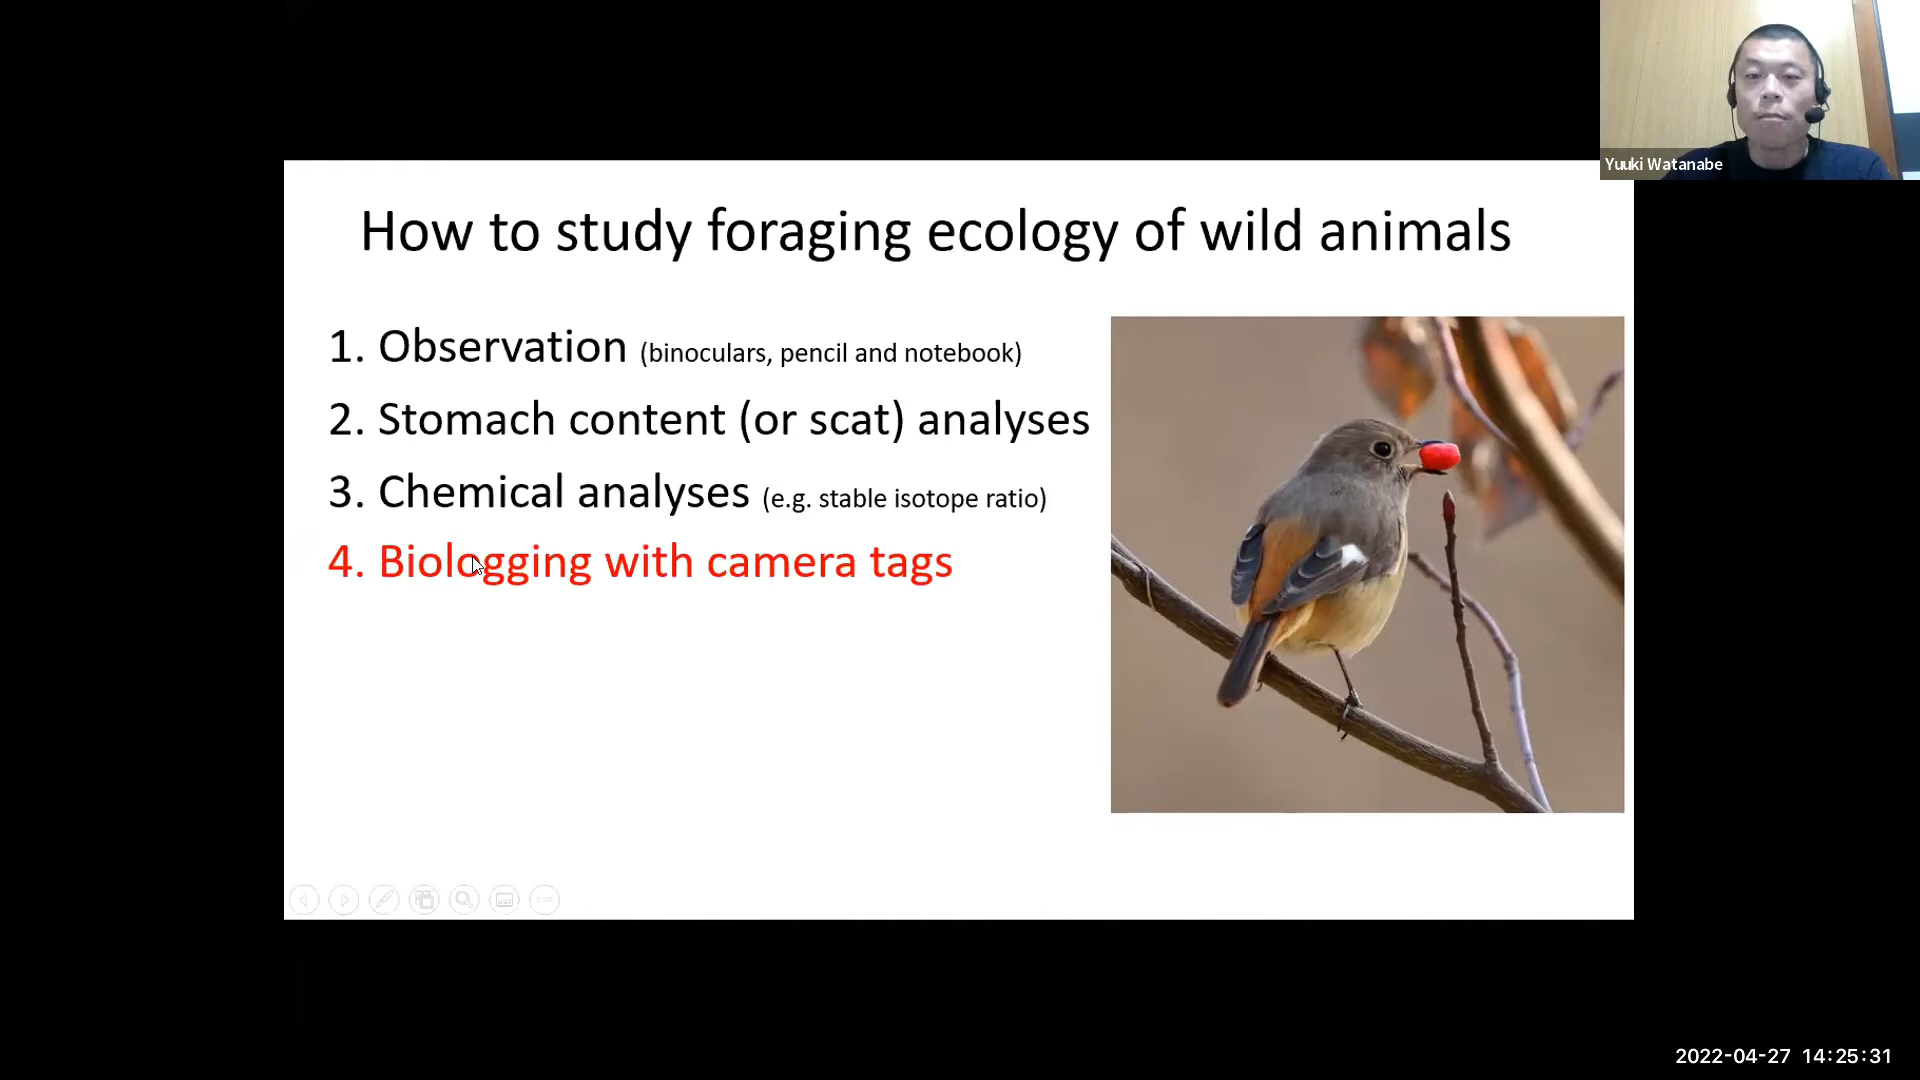 Yuuki Watanabe
How to study foraging ecology of wild animals
1. Observation (binoculars, pencil and notebook)
2. Stomach content (or scat) analyses
3. Chemical analyses (e.g. stable isotope ratio)
4. Biologging with camera tags
2022-04-27 14:25:31